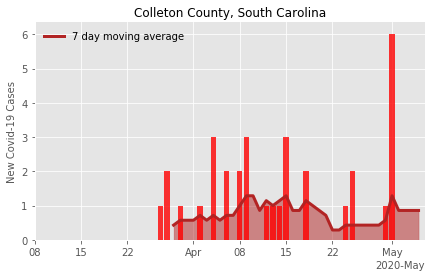 Colleton County, South Carolina
7 day moving average
New Covid-19 Cases
6
5
4
3
2
1
0
08 15 22 Apr 08 15 22 May
2020-May